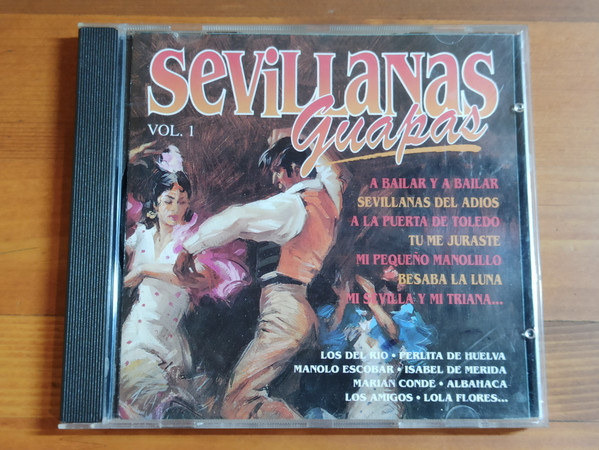 SEViLLANAS
Guapas
VOL. 1
A BAILAR Y A BAILAR
SEVILLANAS DEL ADIOS
A LA PUERTA DE TOLEDO
TU ME JURASTE
MI PEQUEÑO MANOLILLO
BESABA LA LUNA
MI SEVILLA Y MI TRIANA...
LOS DEL RIO • PERLITA DE HUELVA
MANOLO ESCOBAR • ISABEL DE MERIDA
MARIAN CONDE • ALBAHACA
LOS AMIGOS • LOLA FLORES...